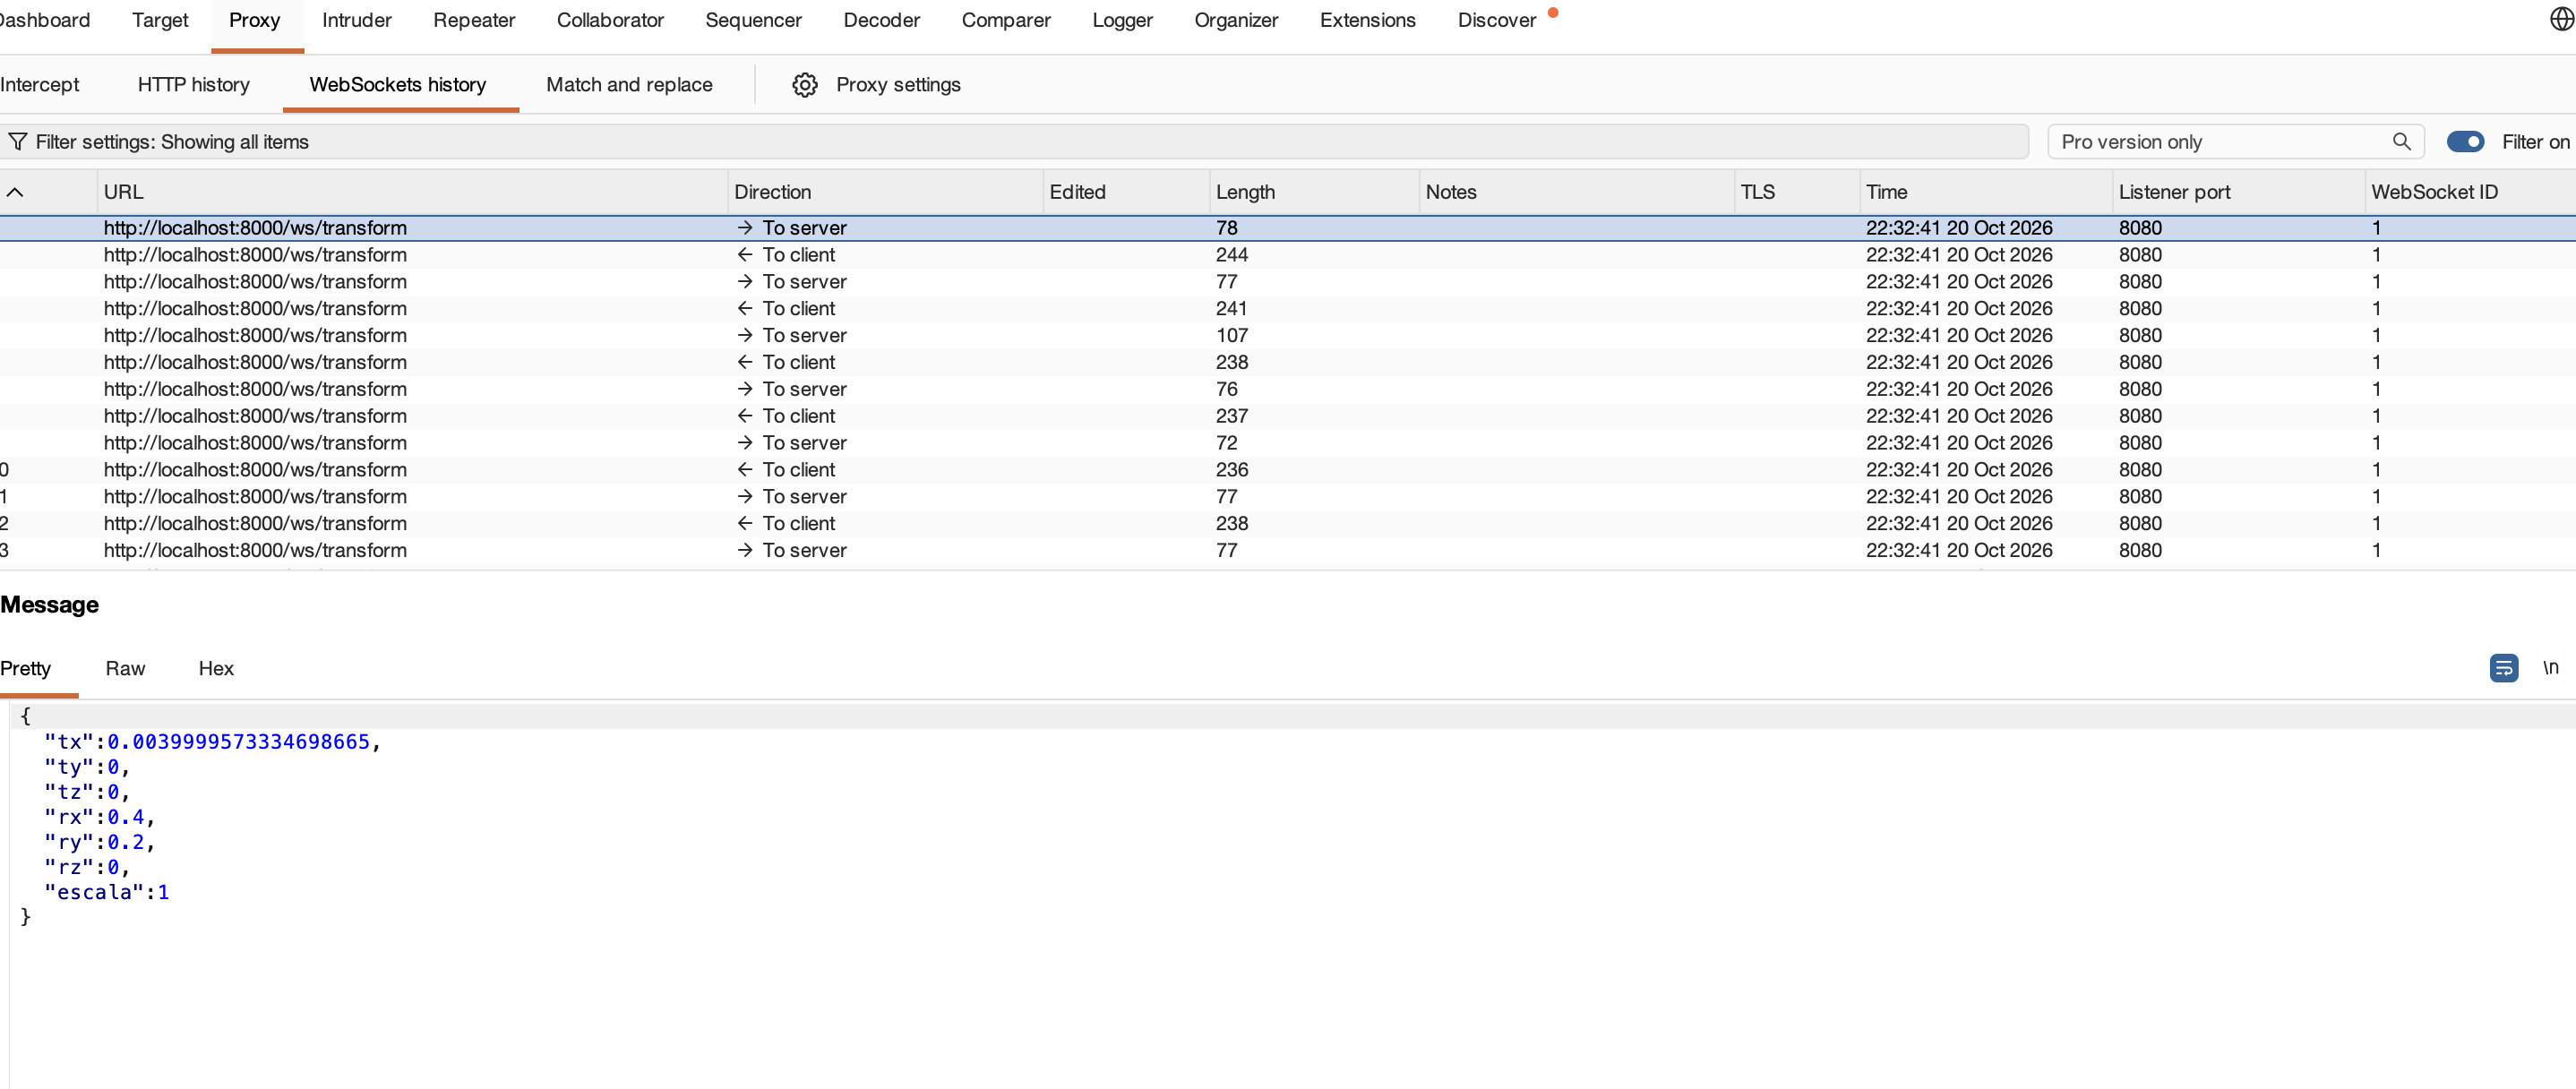 Dashboard Target Proxy Intruder Repeater Collaborator Sequencer Decoder Comparer Logger Organizer Extensions Discover
Intercept HTTP history WebSockets history Match and replace Proxy settings
Filter settings: Showing all items Pro version only Filter on
URL Direction Edited Length Notes TLS Time Listener port WebSocket ID
http://localhost:8000/ws/transform → To server 78 22:32:41 20 Oct 2026 8080 1
http://localhost:8000/ws/transform ← To client 244 22:32:41 20 Oct 2026 8080 1
http://localhost:8000/ws/transform → To server 77 22:32:41 20 Oct 2026 8080 1
http://localhost:8000/ws/transform ← To client 241 22:32:41 20 Oct 2026 8080 1
http://localhost:8000/ws/transform → To server 107 22:32:41 20 Oct 2026 8080 1
http://localhost:8000/ws/transform ← To client 238 22:32:41 20 Oct 2026 8080 1
http://localhost:8000/ws/transform → To server 76 22:32:41 20 Oct 2026 8080 1
http://localhost:8000/ws/transform ← To client 237 22:32:41 20 Oct 2026 8080 1
http://localhost:8000/ws/transform → To server 72 22:32:41 20 Oct 2026 8080 1
0 http://localhost:8000/ws/transform ← To client 236 22:32:41 20 Oct 2026 8080 1
1 http://localhost:8000/ws/transform → To server 77 22:32:41 20 Oct 2026 8080 1
2 http://localhost:8000/ws/transform ← To client 238 22:32:41 20 Oct 2026 8080 1
3 http://localhost:8000/ws/transform → To server 77 22:32:41 20 Oct 2026 8080 1
Message
Pretty Raw Hex \n
{
"tx":0.0039999573334698665,
"ty":0,
"tz":0,
"rx":0.4,
"ry":0.2,
"rz":0,
"escala":1
}